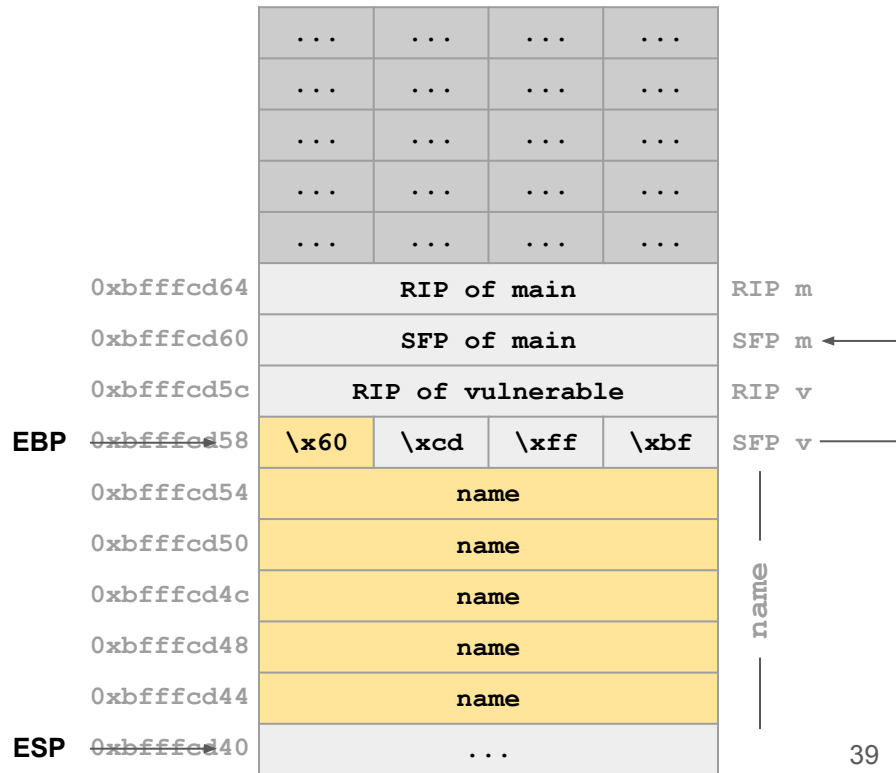 ... ... ... ...
... ... ... ...
... ... ... ...
... ... ... ...
... ... ... ...
0xbfffcd64 RIP of main RIP m
0xbfffcd60 SFP of main SFP m
0xbfffcd5c RIP of vulnerable RIP v
EBP 0xbfffcd58 \x60 \xcd \xff \xbf SFP v
0xbfffcd54 name
0xbfffcd50 name
0xbfffcd4c name
name
0xbfffcd48 name
0xbfffcd44 name
ESP 0xbfffcd40 ...
39